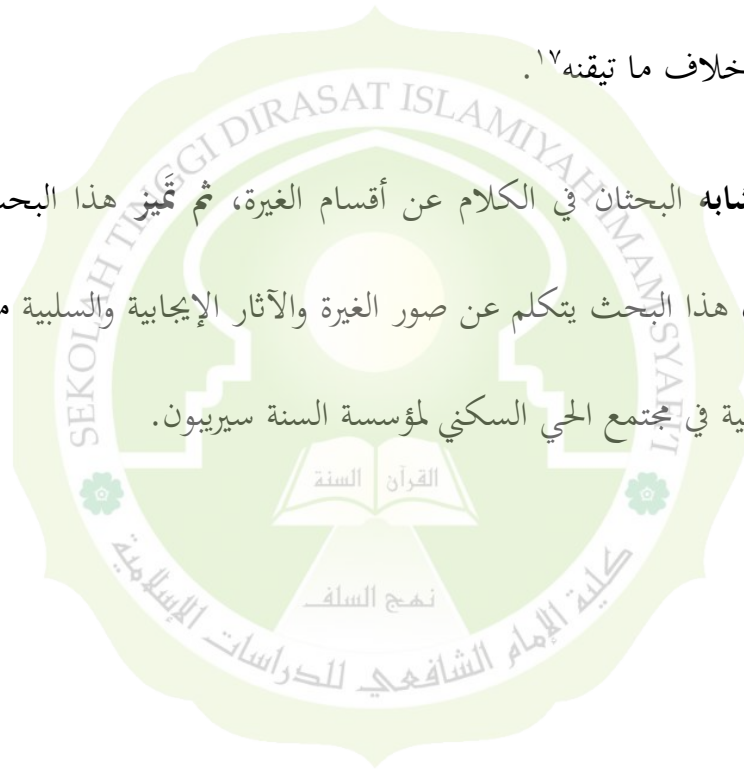 خلاف ما تيقنه١٧.
البحثان في الكلام عن أقسام الغيرة، ثم تَميز هذا البحث
هذا البحث يتكلم عن صور الغيرة والآثار الإيجابية والسلبية
في مجتمع الحي السكني لمؤسسة السنة سيريبون.
SEKOLAH TINGGI DIRASAT ISLAMIYAH IMAM SYAFI'I
القرآن السنة
نهج السلف
كلية الإمام الشافعي للدراسات الإسلامية